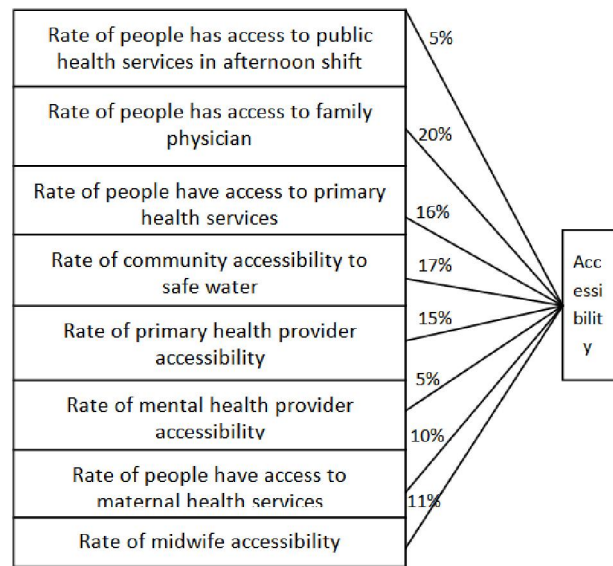 Rate of people has access to public
health services in afternoon shift
5%
Rate of people has access to family
physician
20%
Rate of people have access to primary
health services
16%
Rate of community accessibility to
safe water
17%
Rate of primary health provider
accessibility
15%
Rate of mental health provider
accessibility
5%
Rate of people have access to
maternal health services
10%
Rate of midwife accessibility
11%
Acc
essi
bilit
y